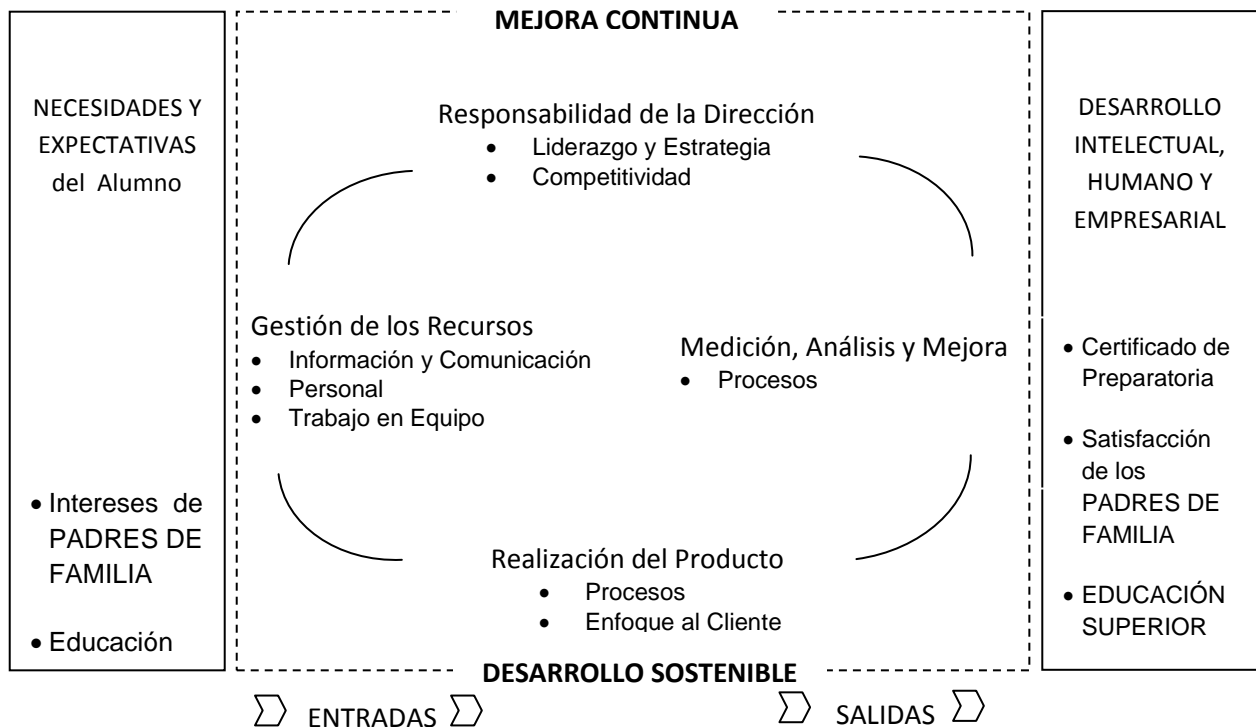 MEJORA CONTINUA
NECESIDADES Y
EXPECTATIVAS
del Alumno
• Intereses de
PADRES DE
FAMILIA
• Educación
Responsabilidad de la Dirección
• Liderazgo y Estrategia
• Competitividad
Gestión de los Recursos
• Información y Comunicación
• Personal
• Trabajo en Equipo
Medición, Análisis y Mejora
• Procesos
Realización del Producto
• Procesos
• Enfoque al Cliente
DESARROLLO
INTELECTUAL,
HUMANO Y
EMPRESARIAL
• Certificado de
Preparatoria
• Satisfacción
de los
PADRES DE
FAMILIA
• EDUCACIÓN
SUPERIOR
DESARROLLO SOSTENIBLE
ENTRADAS
SALIDAS